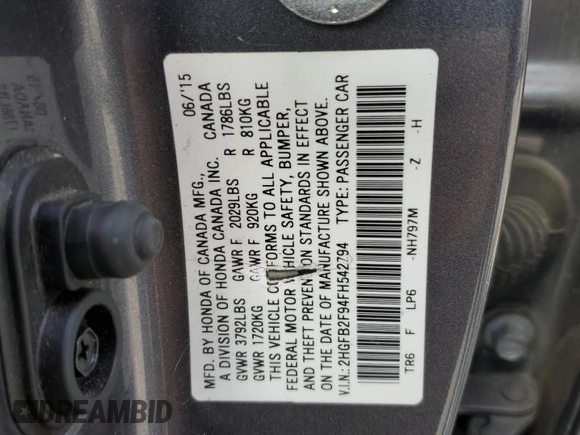 MFD. BY HONDA OF CANADA MFG., 06/'15
A DIVISION OF HONDA CANADA INC. CANADA
GVWR 3792LBS GAWR F 2029LBS R 1786LBS
GVWR 1720KG GAWR F 920KG R 810KG
THIS VEHICLE CONFORMS TO ALL APPLICABLE
FEDERAL MOTOR VEHICLE SAFETY, BUMPER,
AND THEFT PREVENTION STANDARDS IN EFFECT
ON THE DATE OF MANUFACTURE SHOWN ABOVE.
V.I.N.: 2HGFB2F94FH542794 TYPE: PASSENGER CAR
TR6 F LP6 -NH797M -Z -H
DREAMBID